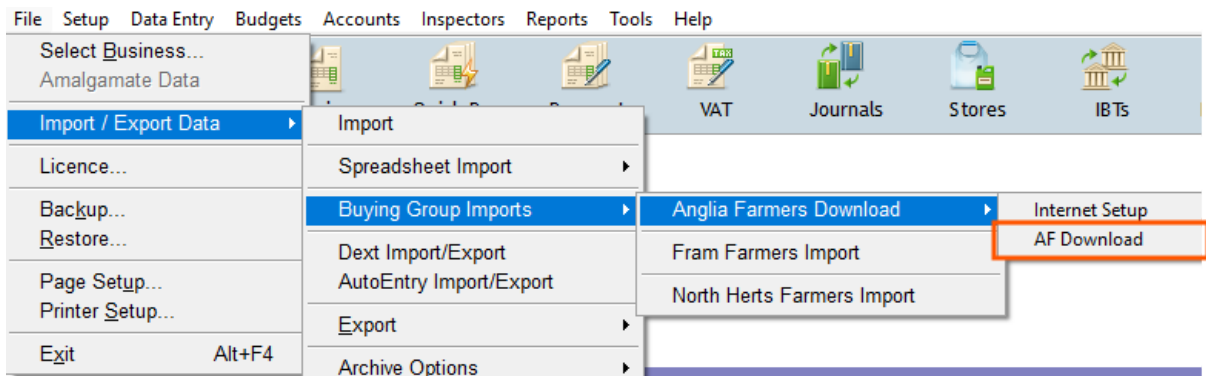 File Setup Data Entry Budgets Accounts Inspectors Reports Tools Help
Select Business...
Amalgamate Data
Import / Export Data
Licence...
Backup...
Restore...
Page Setup...
Printer Setup...
Exit Alt+F4
Import
Spreadsheet Import
Buying Group Imports
Dext Import/Export
AutoEntry Import/Export
Export
Archive Options
Anglia Farmers Download
Fram Farmers Import
North Herts Farmers Import
Internet Setup
AF Download
TAX
VAT Journals Stores IBTs